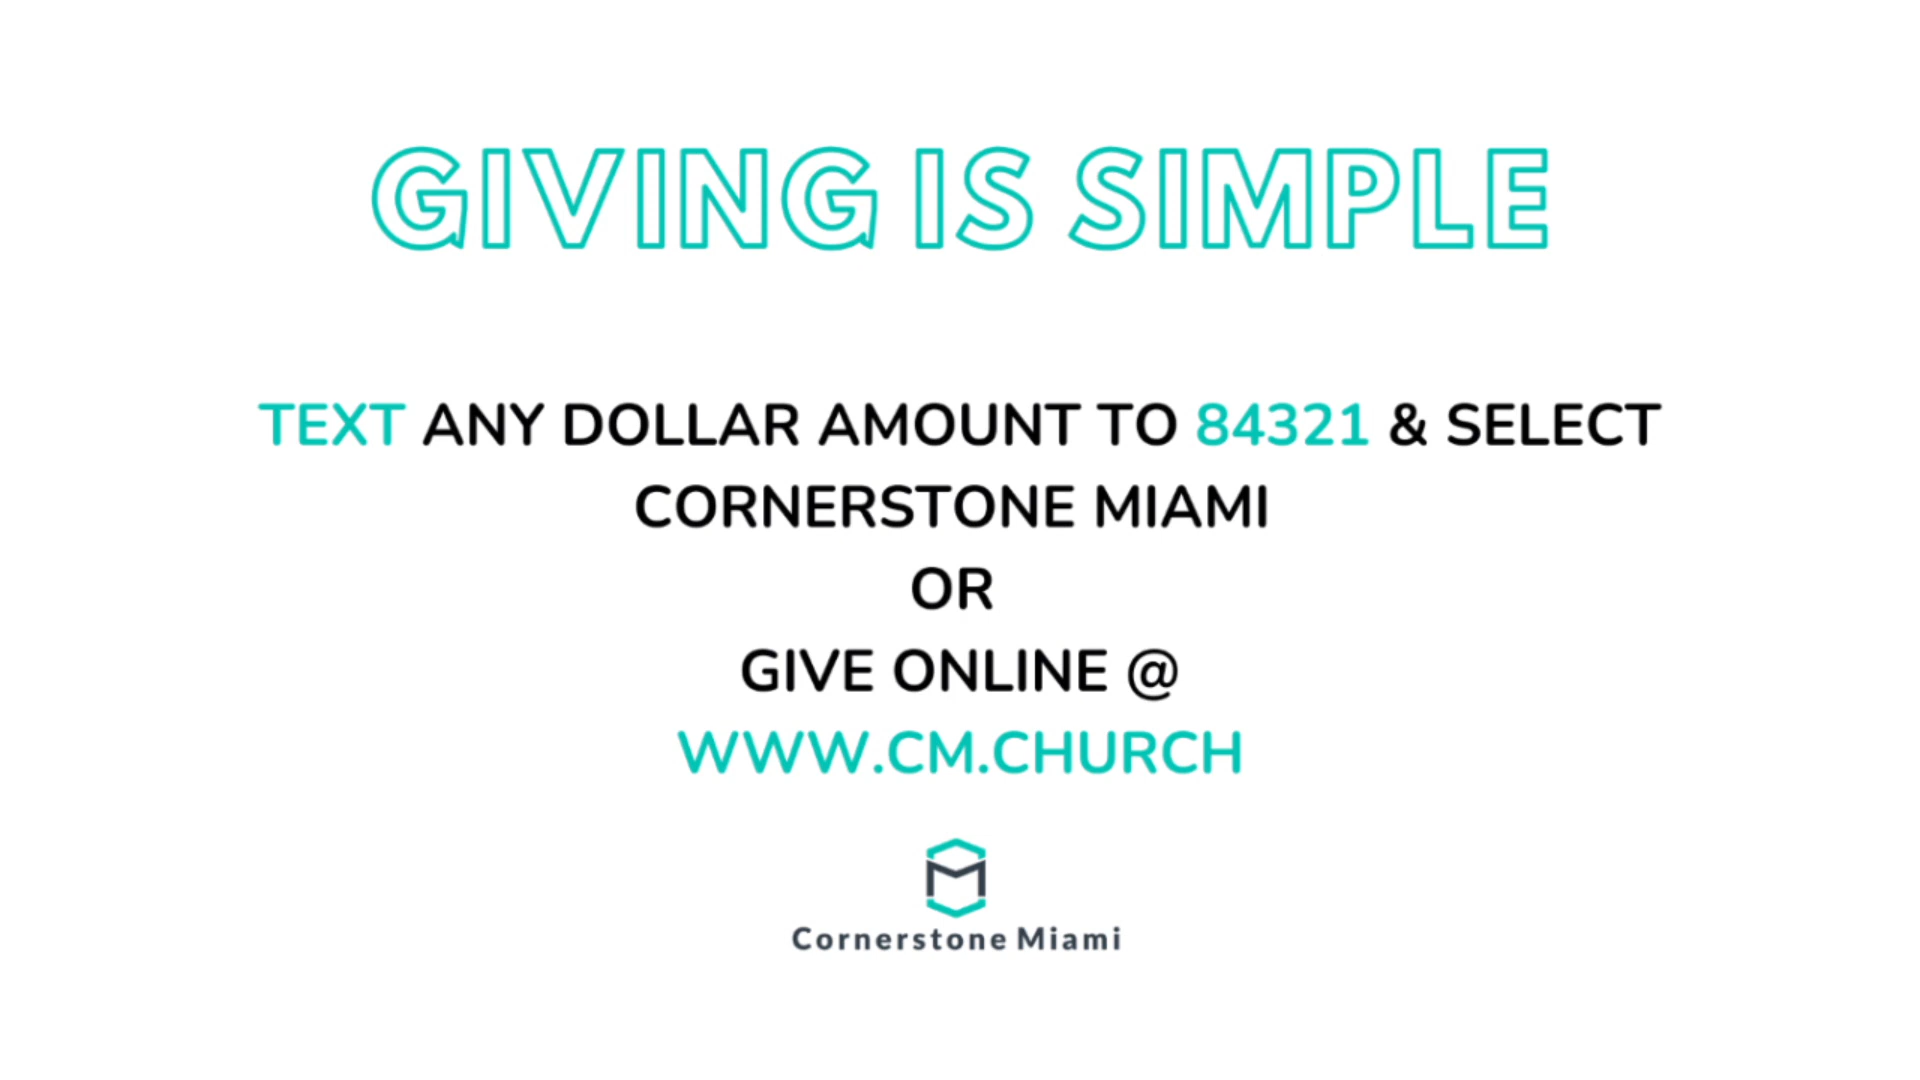 GIVING IS SIMPLE
TEXT ANY DOLLAR AMOUNT TO 84321 & SELECT
CORNERSTONE MIAMI
OR
GIVE ONLINE @
WWW.CM.CHURCH
Cornerstone Miami